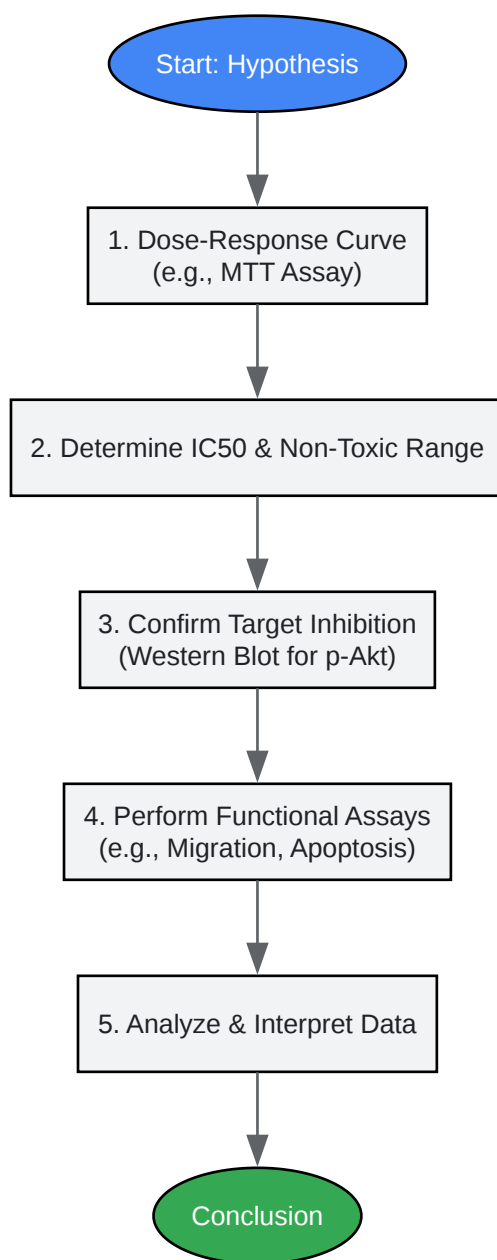 Start: Hypothesis
1. Dose-Response Curve
(e.g., MTT Assay)
2. Determine IC50 & Non-Toxic Range
3. Confirm Target Inhibition
(Western Blot for p-Akt)
4. Perform Functional Assays
(e.g., Migration, Apoptosis)
5. Analyze & Interpret Data
Conclusion